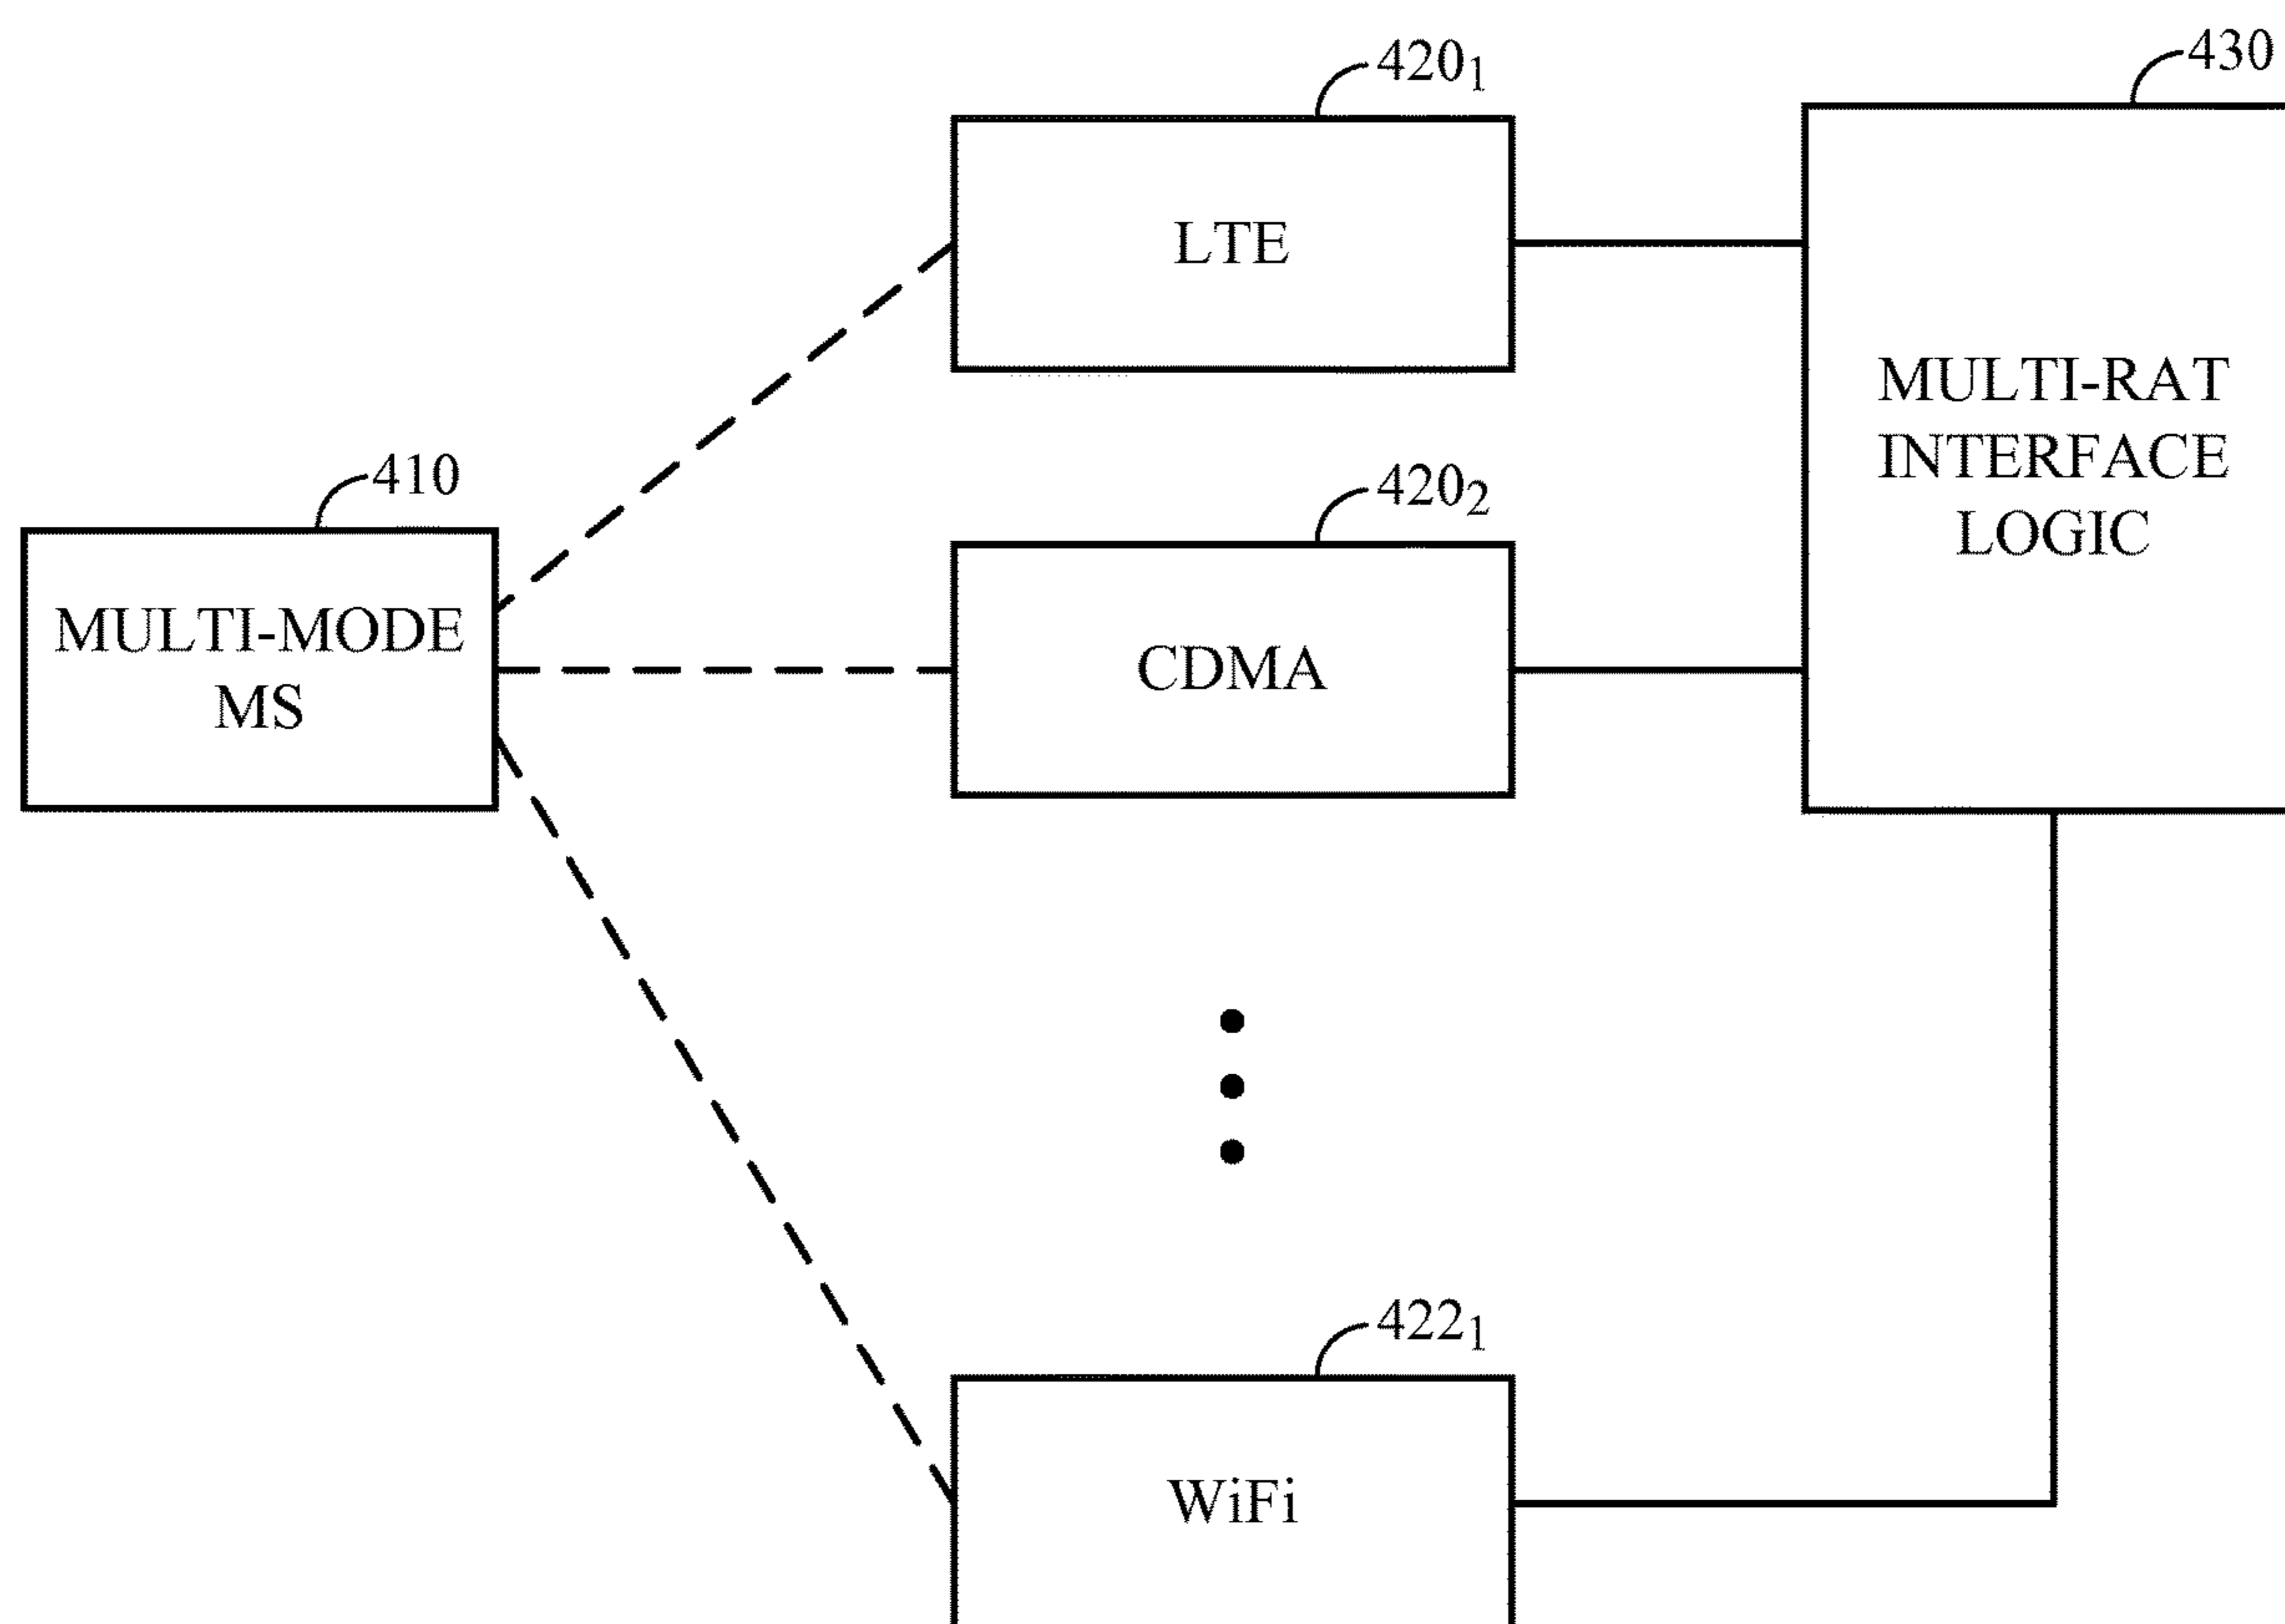 420₁
430
LTE
MULTI-RAT
INTERFACE
LOGIC
410
420₂
MULTI-MODE
MS
CDMA
422₁
WiFi